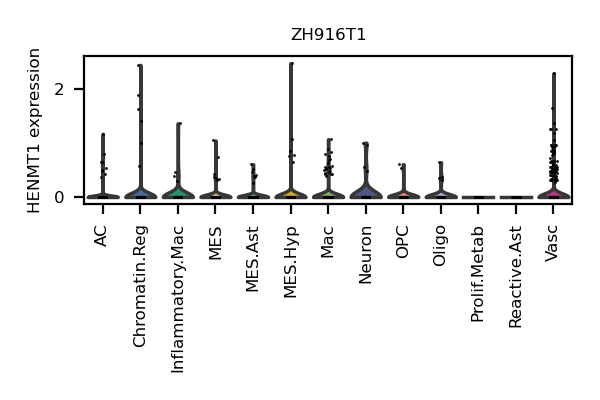 ZH916T1
HENMT1 expression
2
0
AC
Chromatin.Reg
Inflammatory.Mac
MES
MES.Ast
MES.Hyp
Mac
Neuron
OPC
Oligo
Prolif.Metab
Reactive.Ast
Vasc